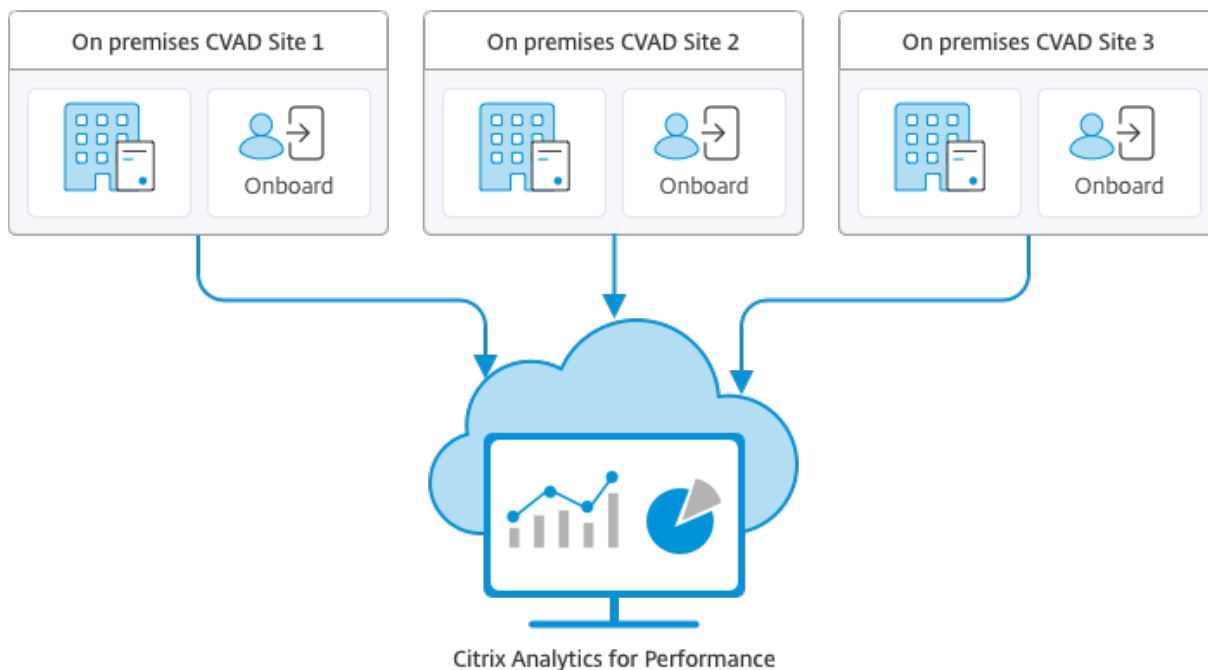 On premises CVAD Site 1
On premises CVAD Site 2
On premises CVAD Site 3
Onboard
Onboard
Onboard
Citrix Analytics for Performance